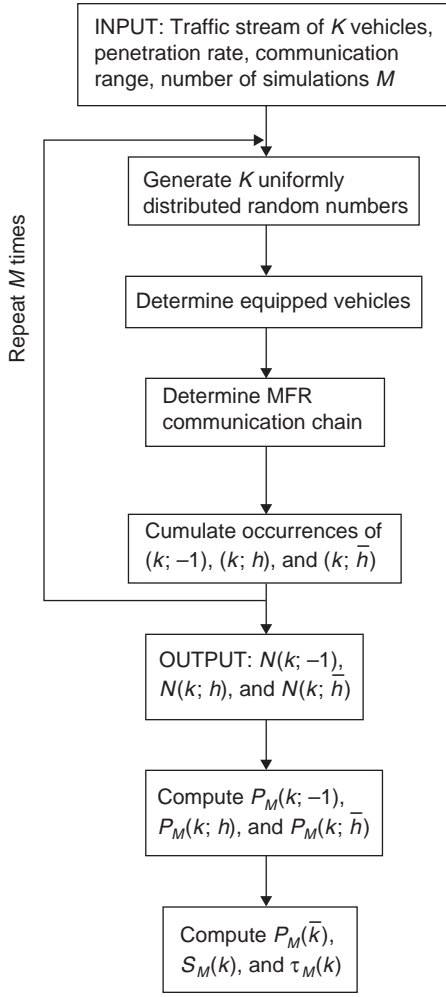 INPUT: Traffic stream of K vehicles,
penetration rate, communication
range, number of simulations M
Repeat M times
Generate K uniformly
distributed random numbers
Determine equipped vehicles
Determine MFR
communication chain
Cumulate occurrences of
(k; –1), (k; h), and (k; h̄)
OUTPUT: N(k; –1),
N(k; h), and N(k; h̄)
Compute P_M(k; –1),
P_M(k; h), and P_M(k; h̄)
Compute P_M(k̄),
S_M(k), and τ_M(k)